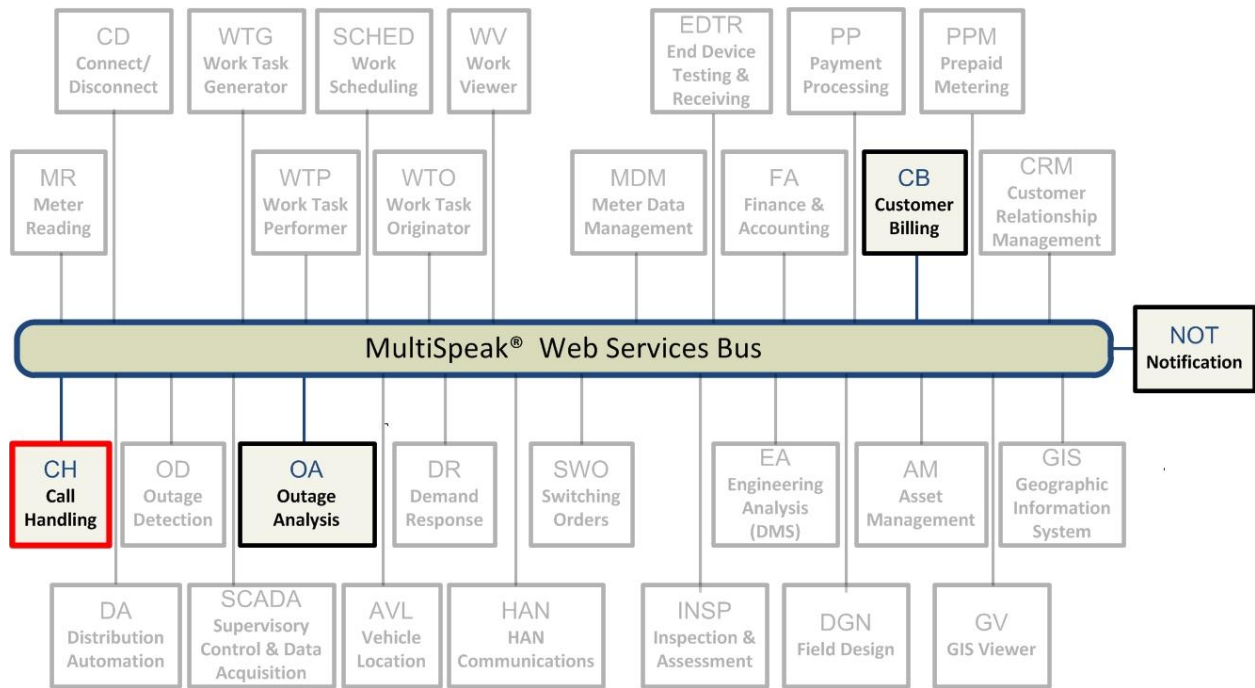 CD
Connect/
Disconnect
WTG
Work Task
Generator
SCHED
Work
Scheduling
WV
Work
Viewer
EDTR
End Device
Testing &
Receiving
PP
Payment
Processing
PPM
Prepaid
Metering
MR
Meter
Reading
WTP
Work Task
Performer
WTO
Work Task
Originator
MDM
Meter Data
Management
FA
Finance &
Accounting
CB
Customer
Billing
CRM
Customer
Relationship
Management
MultiSpeak® Web Services Bus
NOT
Notification
CH
Call
Handling
OD
Outage
Detection
OA
Outage
Analysis
DR
Demand
Response
SWO
Switching
Orders
EA
Engineering
Analysis
(DMS)
AM
Asset
Management
GIS
Geographic
Information
System
DA
Distribution
Automation
SCADA
Supervisory
Control & Data
Acquisition
AVL
Vehicle
Location
HAN
HAN
Communications
INSP
Inspection &
Assessment
DGN
Field Design
GV
GIS Viewer